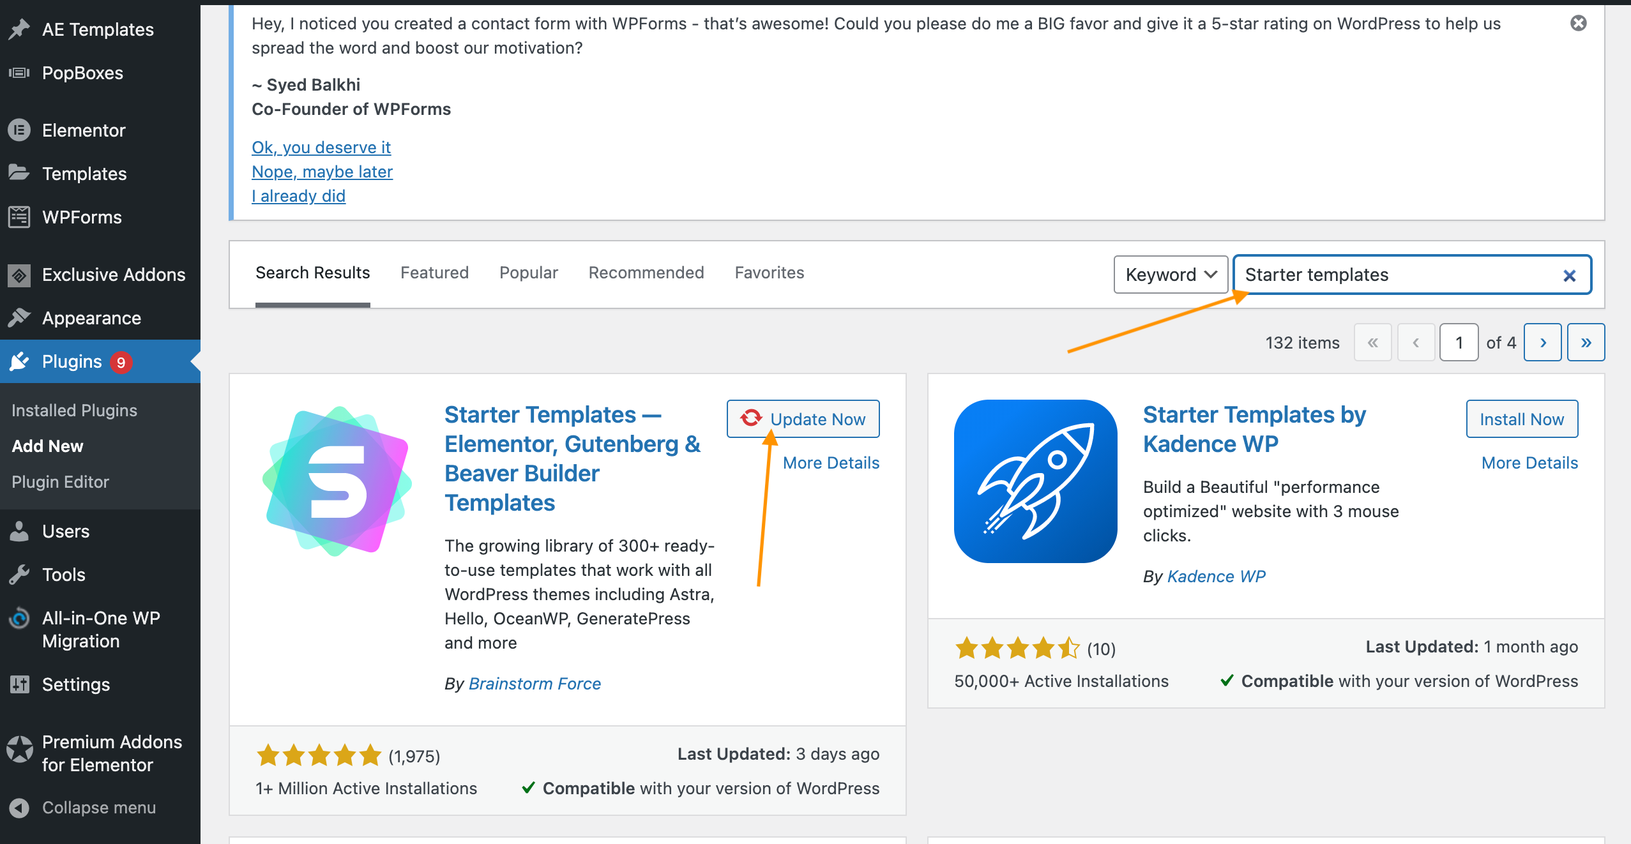 AE Templates
PopBoxes
Elementor
Templates
WPForms
Exclusive Addons
Appearance
Plugins 9
Installed Plugins
Add New
Plugin Editor
Users
Tools
All-in-One WP
Migration
Settings
Premium Addons
for Elementor
Collapse menu
Hey, I noticed you created a contact form with WPForms - that's awesome! Could you please do me a BIG favor and give it a 5-star rating on WordPress to help us
spread the word and boost our motivation?
~ Syed Balkhi
Co-Founder of WPForms
Ok, you deserve it
Nope, maybe later
I already did
Search Results Featured Popular Recommended Favorites Keyword Starter templates
132 items « ‹ 1 of 4 › »
Starter Templates —
Elementor, Gutenberg &
Beaver Builder
Templates
Update Now
More Details
The growing library of 300+ ready-
to-use templates that work with all
WordPress themes including Astra,
Hello, OceanWP, GeneratePress
and more
By Brainstorm Force
(1,975)
Last Updated: 3 days ago
1+ Million Active Installations
Compatible with your version of WordPress
Starter Templates by
Kadence WP
Install Now
More Details
Build a Beautiful "performance
optimized" website with 3 mouse
clicks.
By Kadence WP
(10)
Last Updated: 1 month ago
50,000+ Active Installations
Compatible with your version of WordPress